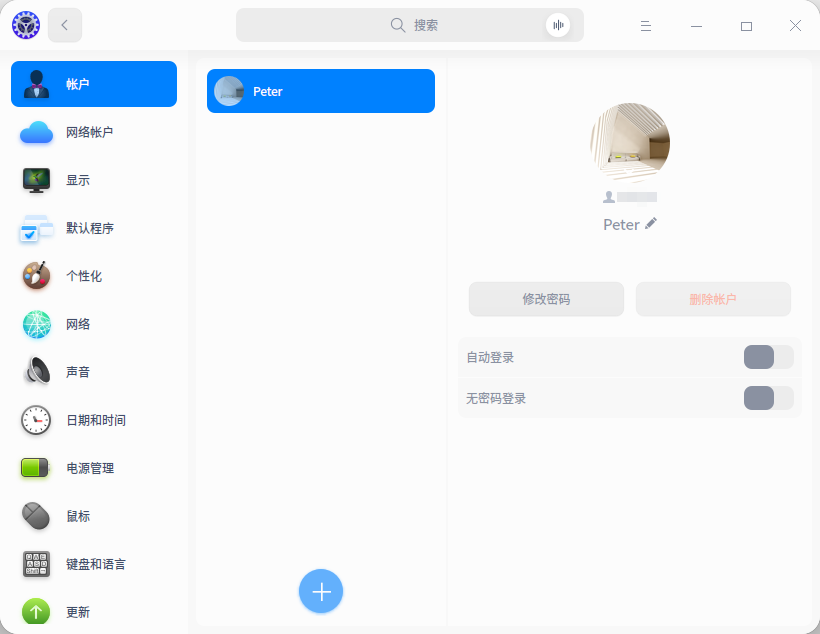 搜索
帐户
网络帐户
显示
默认程序
个性化
网络
声音
日期和时间
电源管理
鼠标
键盘和语言
更新
Peter
Peter
修改密码
删除帐户
自动登录
无密码登录